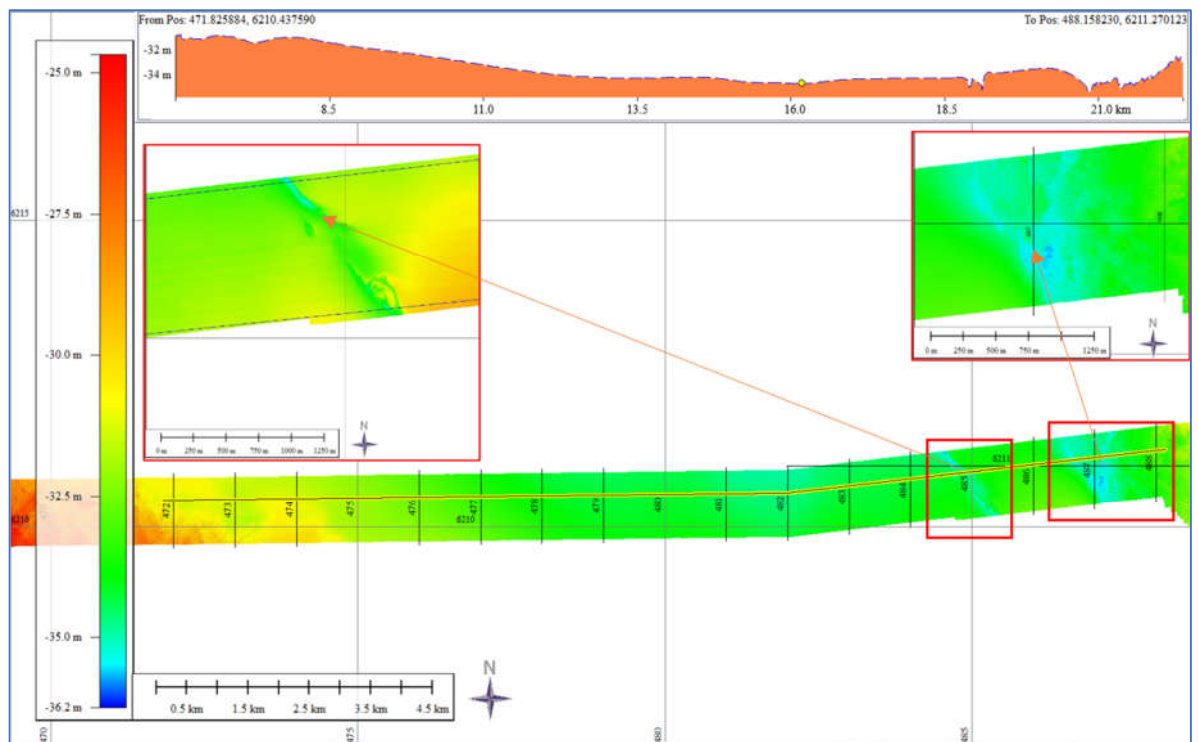 From Pos: 471.825884, 6210.437590
To Pos: 488.158230, 6211.270123
-32 m
-34 m
8.5
11.0
13.5
16.0
18.5
21.0 km
-25.0 m
-27.5 m
-30.0 m
-32.5 m
-35.0 m
-36.2 m
6215
6210
N
0 m
250 m
500 m
750 m
1000 m
1250 m
487
N
0 m
250 m
500 m
750 m
1250 m
472
473
474
475
476
477
478
479
480
481
482
483
484
485
486
487
488
6210
6211
N
0.5 km
1.5 km
2.5 km
3.5 km
4.5 km
470
475
480
485